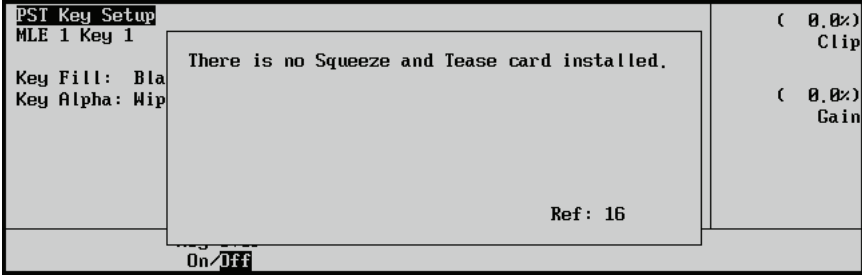 PST Key Setup
MLE 1 Key 1
Key Fill: Bla
Key Alpha: Wip
There is no Squeeze and Tease card installed.
Ref: 16
( 0.0%)
Clip
( 0.0%)
Gain
On/Off